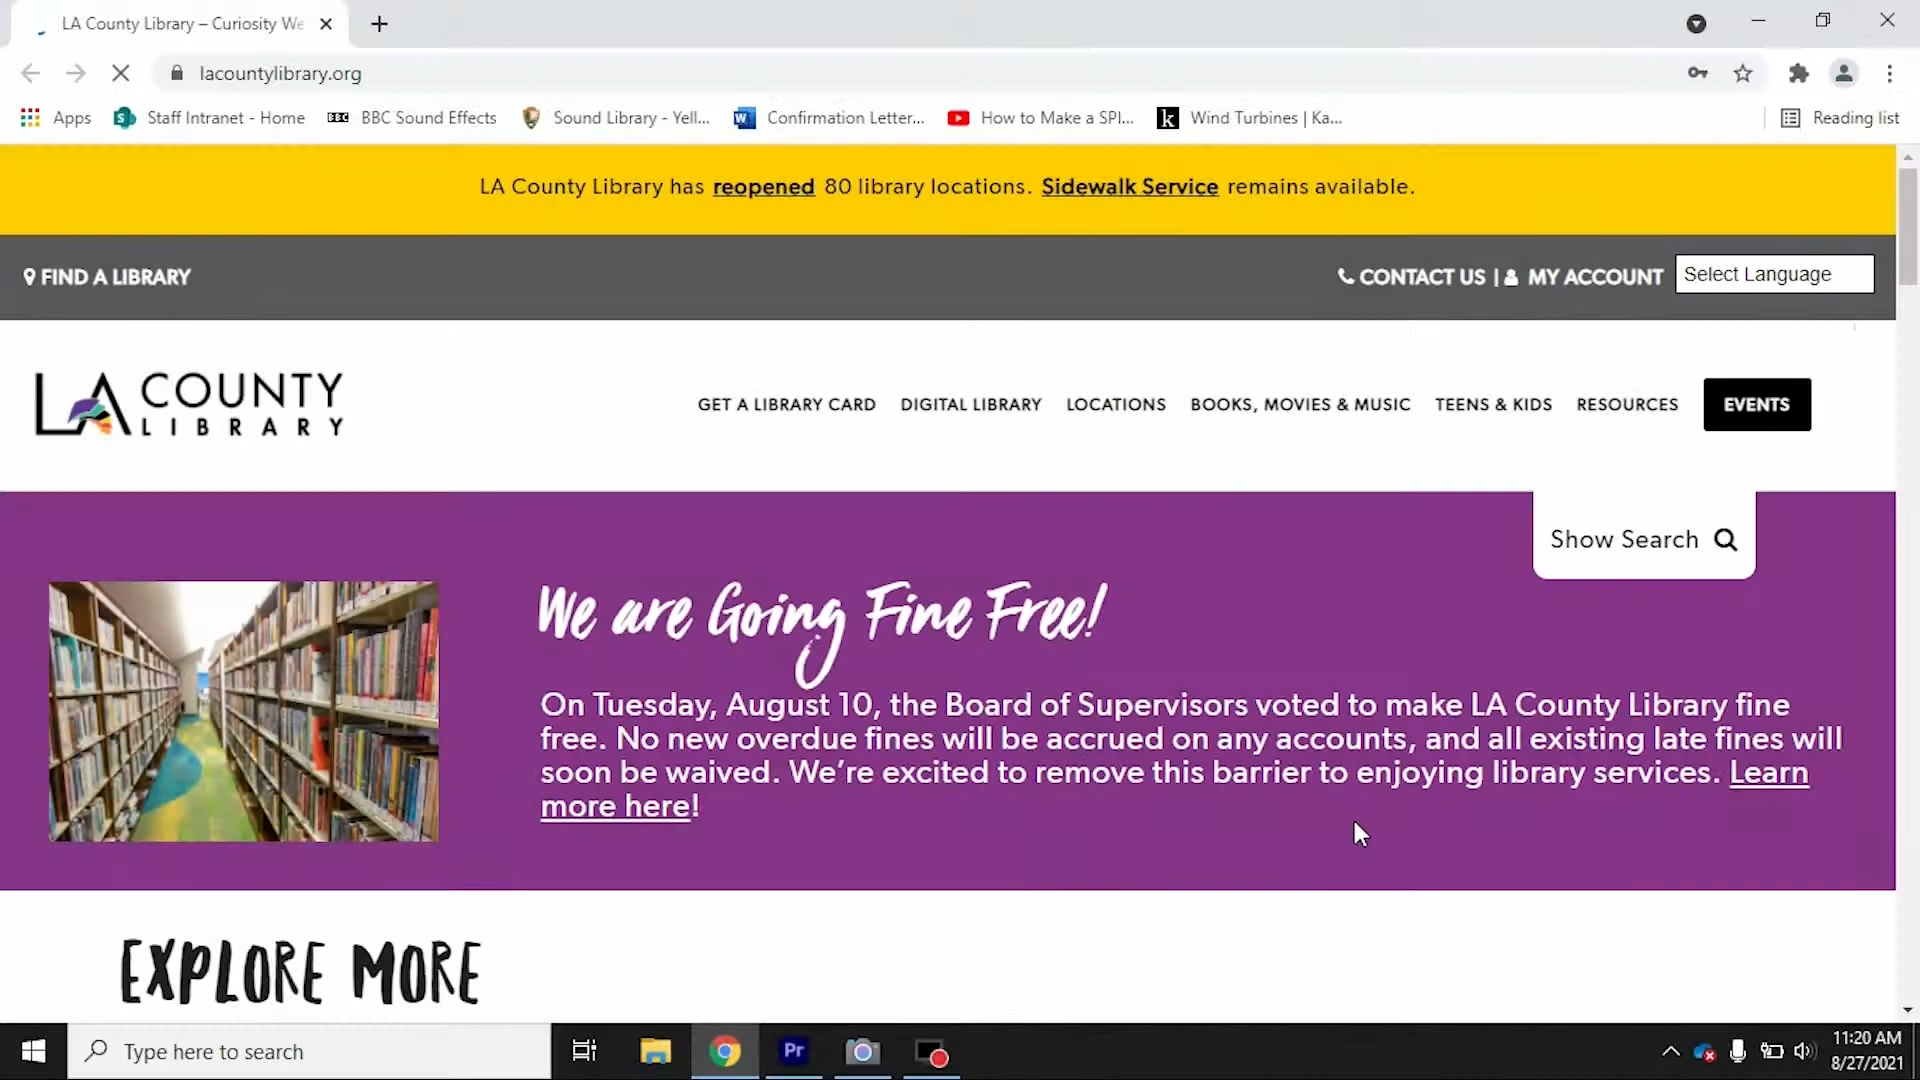 LA County Library – Curiosity We
lacountylibrary.org
Apps
Staff Intranet - Home
BBC
BBC Sound Effects
Sound Library - Yell...
Confirmation Letter...
How to Make a SPI...
k
Wind Turbines | Ka...
Reading list
LA County Library has reopened 80 library locations. Sidewalk Service remains available.
FIND A LIBRARY
CONTACT US | MY ACCOUNT
Select Language
LA COUNTY
LIBRARY
GET A LIBRARY CARD
DIGITAL LIBRARY
LOCATIONS
BOOKS, MOVIES & MUSIC
TEENS & KIDS
RESOURCES
EVENTS
Show Search
We are Going Fine Free!
On Tuesday, August 10, the Board of Supervisors voted to make LA County Library fine
free. No new overdue fines will be accrued on any accounts, and all existing late fines will
soon be waived. We're excited to remove this barrier to enjoying library services. Learn
more here!
EXPLORE MORE
Type here to search
Pr
11:20 AM
8/27/2021